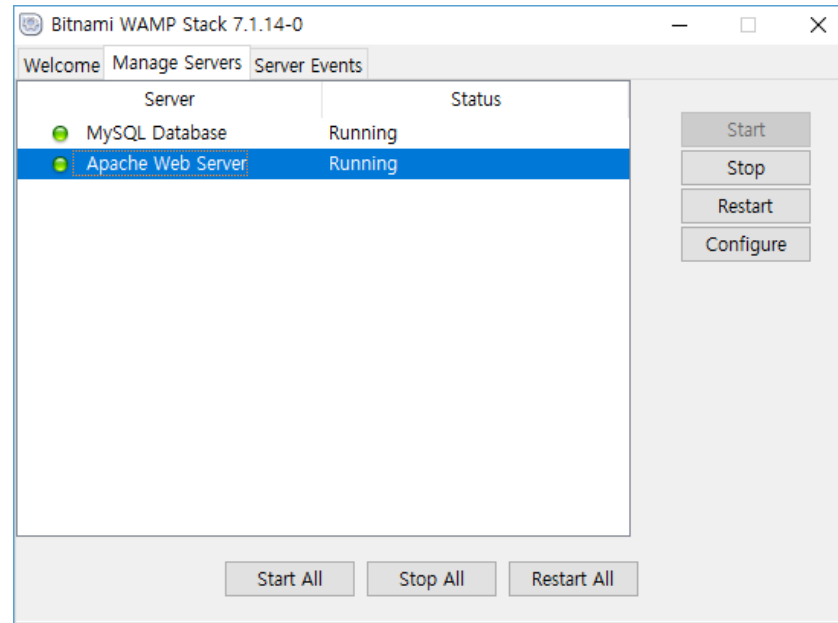 Bitnami WAMP Stack 7.1.14-0
Welcome Manage Servers Server Events
Server Status
MySQL Database Running
Apache Web Server Running
Start
Stop
Restart
Configure
Start All Stop All Restart All